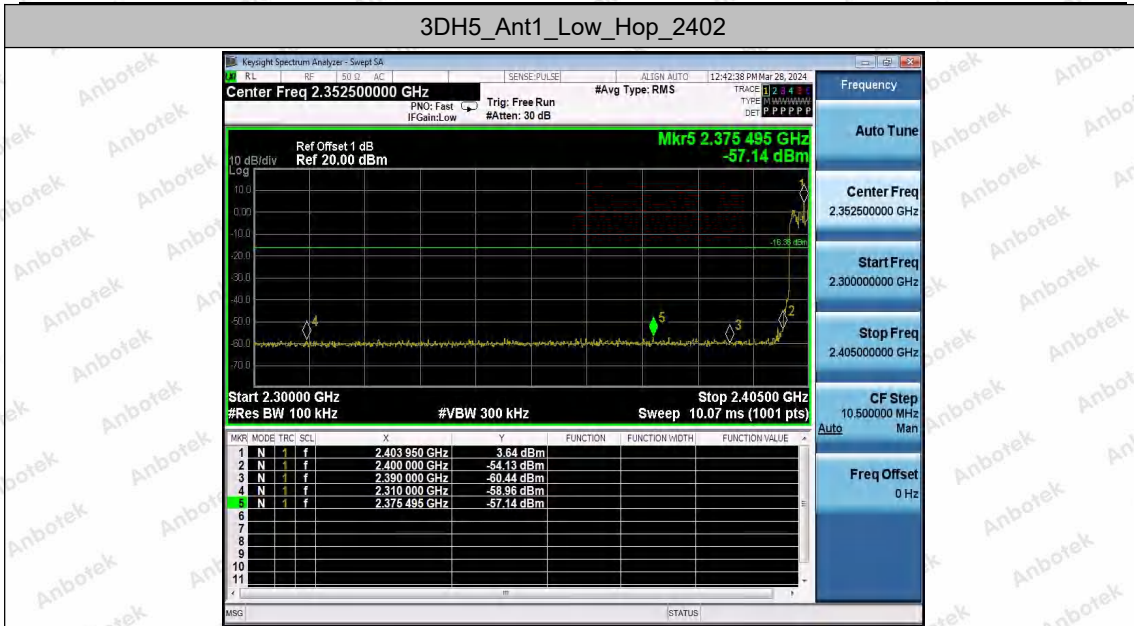 3DH5_Ant1_Low_Hop_2402
Keysight Spectrum Analyzer - Swept SA
RL RF 50 Ω AC SENSE:PULSE ALIGN AUTO 12:42:38 PM Mar 28, 2024
Center Freq 2.352500000 GHz #Avg Type: RMS TRACE 1 2 3 4 5 6
PNO: Fast Trig: Free Run TYPE M WWWWW
IFGain:Low #Atten: 30 dB DET P P P P P P
Frequency
Auto Tune
Mkr5 2.375 495 GHz
-57.14 dBm
Ref Offset 1 dB
10 dB/div Ref 20.00 dBm
Log
10.0
0.00
-10.0
-20.0
-30.0
-40.0
-50.0
-60.0
-70.0
-16.36 dBm
1
2
3
4
5
Start 2.30000 GHz Stop 2.40500 GHz
#Res BW 100 kHz #VBW 300 kHz Sweep 10.07 ms (1001 pts)
Center Freq
2.352500000 GHz
Start Freq
2.300000000 GHz
Stop Freq
2.405000000 GHz
CF Step
10.500000 MHz
Auto Man
Freq Offset
0 Hz
MKR MODE TRC SCL X Y FUNCTION FUNCTION WIDTH FUNCTION VALUE
1 N 1 f 2.403 950 GHz 3.64 dBm
2 N 1 f 2.400 000 GHz -54.13 dBm
3 N 1 f 2.390 000 GHz -60.44 dBm
4 N 1 f 2.310 000 GHz -58.96 dBm
5 N 1 f 2.375 495 GHz -57.14 dBm
6
7
8
9
10
11
MSG STATUS
Anbotek